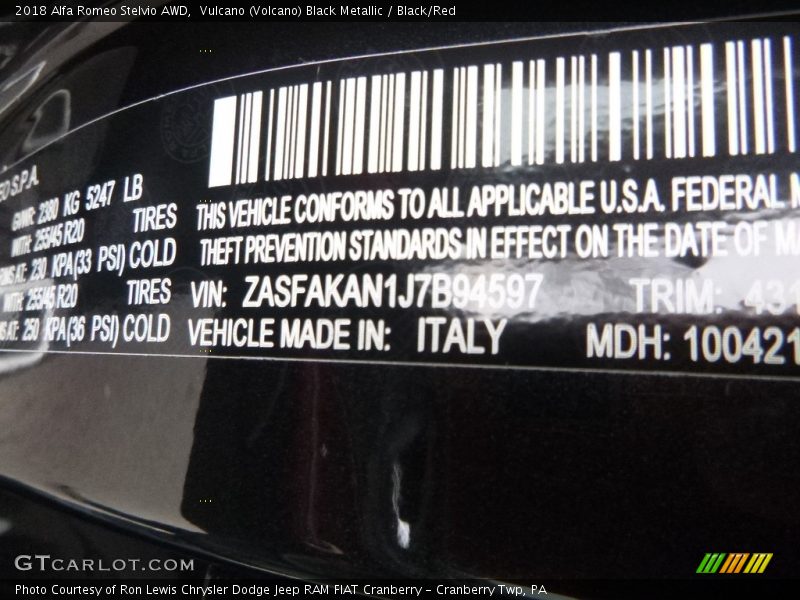 2018 Alfa Romeo Stelvio AWD, Vulcano (Volcano) Black Metallic / Black/Red
S.P.A.
GVWR: 2380 KG 5247 LB
WITH: 255/45 R20 TIRES
AT: 230 KPA(33 PSI) COLD
WITH: 255/45 R20 TIRES
AT: 250 KPA(36 PSI) COLD
THIS VEHICLE CONFORMS TO ALL APPLICABLE U.S.A. FEDERAL
THEFT PREVENTION STANDARDS IN EFFECT ON THE DATE OF
VIN: ZASFAKAN1J7B94597 TRIM: 431
VEHICLE MADE IN: ITALY MDH: 100421
GTCARLOT.COM
Photo Courtesy of Ron Lewis Chrysler Dodge Jeep RAM FIAT Cranberry – Cranberry Twp, PA